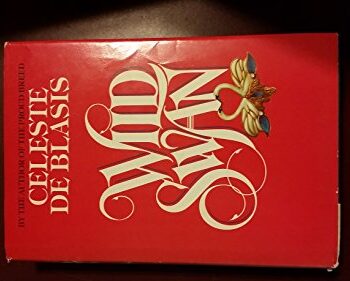 BY THE AUTHOR OF THE PROUD BREED
CELESTE
DE BLASIS
WILD
SWAN